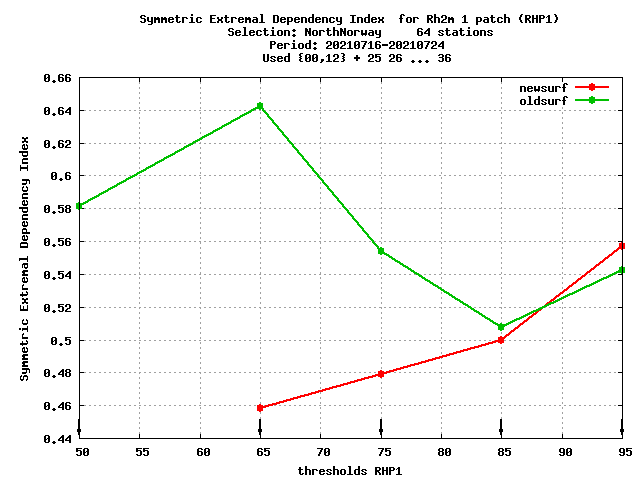 Symmetric Extremal Dependency Index  for Rh2m 1 patch (RHP1)
Selection: NorthNorway     64 stations
Period: 20210716-20210724
Used {00,12} + 25 26 ... 36
newsurf
oldsurf
Symmetric Extremal Dependency Index
0.66
0.64
0.62
0.6
0.58
0.56
0.54
0.52
0.5
0.48
0.46
0.44
50 55 60 65 70 75 80 85 90 95
thresholds RHP1